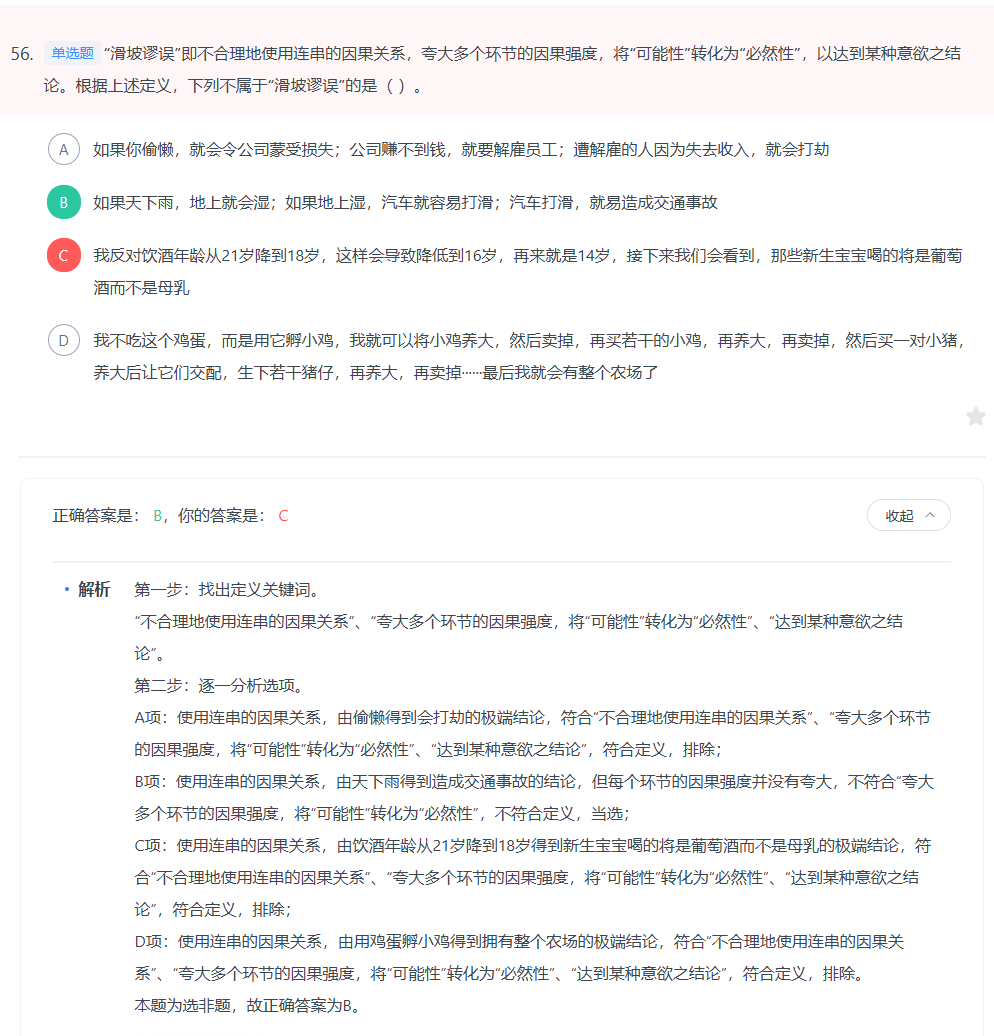 56. 单选题 “滑坡谬误”即不合理地使用连串的因果关系，夸大多个环节的因果强度，将“可能性”转化为“必然性”，以达到某种意欲之结
论。根据上述定义，下列不属于“滑坡谬误”的是（ ）。
A 如果你偷懒，就会令公司蒙受损失；公司赚不到钱，就要解雇员工；遭解雇的人因为失去收入，就会打劫
B 如果天下雨，地上就会湿；如果地上湿，汽车就容易打滑；汽车打滑，就易造成交通事故
C 我反对饮酒年龄从21岁降到18岁，这样会导致降低到16岁，再来就是14岁，接下来我们会看到，那些新生宝宝喝的将是葡萄
酒而不是母乳
D 我不吃这个鸡蛋，而是用它孵小鸡，我就可以将小鸡养大，然后卖掉，再买若干的小鸡，再养大，再卖掉，然后买一对小猪，
养大后让它们交配，生下若干猪仔，再养大，再卖掉……最后我就会有整个农场了
正确答案是： B，你的答案是： C
收起
解析 第一步：找出定义关键词。
“不合理地使用连串的因果关系”、“夸大多个环节的因果强度，将“可能性”转化为“必然性”、“达到某种意欲之结
论”。
第二步：逐一分析选项。
A项：使用连串的因果关系，由偷懒得到会打劫的极端结论，符合“不合理地使用连串的因果关系”、“夸大多个环节
的因果强度，将“可能性”转化为“必然性”、“达到某种意欲之结论”，符合定义，排除；
B项：使用连串的因果关系，由天下雨得到造成交通事故的结论，但每个环节的因果强度并没有夸大，不符合“夸大
多个环节的因果强度，将“可能性”转化为“必然性”，不符合定义，当选；
C项：使用连串的因果关系，由饮酒年龄从21岁降到18岁得到新生宝宝喝的将是葡萄酒而不是母乳的极端结论，符
合“不合理地使用连串的因果关系”、“夸大多个环节的因果强度，将“可能性”转化为“必然性”、“达到某种意欲之结
论”，符合定义，排除；
D项：使用连串的因果关系，由用鸡蛋孵小鸡得到拥有整个农场的极端结论，符合“不合理地使用连串的因果关
系”、“夸大多个环节的因果强度，将“可能性”转化为“必然性”、“达到某种意欲之结论”，符合定义，排除。
本题为选非题，故正确答案为B。